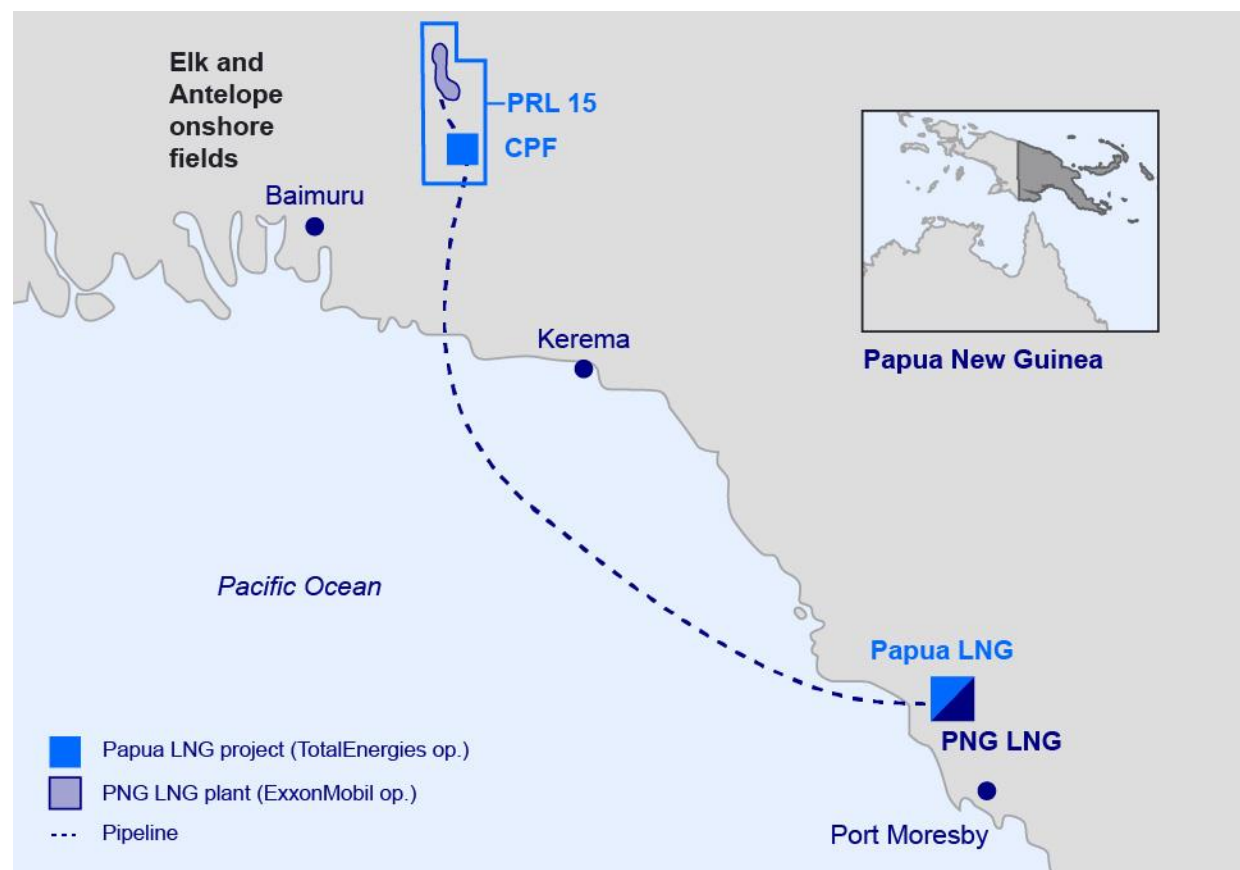 Elk and
Antelope
onshore
fields
PRL 15
CPF
Baimuru
Kerema
Papua New Guinea
Pacific Ocean
Papua LNG
PNG LNG
Port Moresby
Papua LNG project (TotalEnergies op.)
PNG LNG plant (ExxonMobil op.)
Pipeline